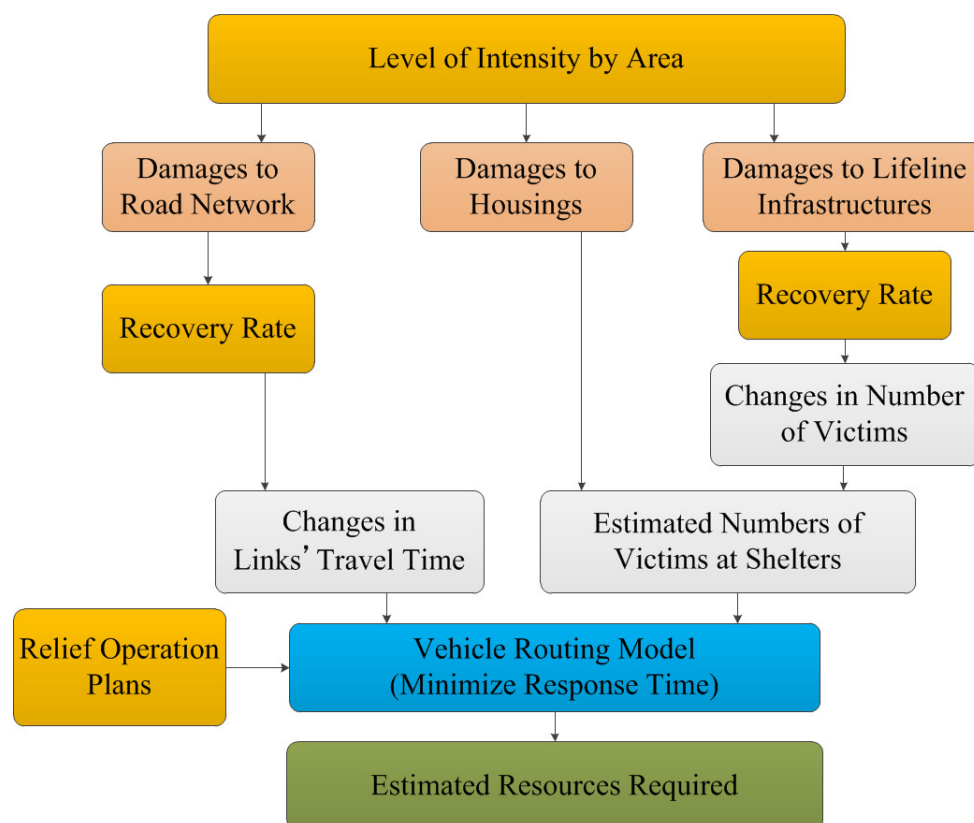 Level of Intensity by Area
Damages to
Road Network
Damages to
Housings
Damages to Lifeline
Infrastructures
Recovery Rate
Recovery Rate
Changes in Number
of Victims
Changes in
Links’ Travel Time
Estimated Numbers of
Victims at Shelters
Relief Operation
Plans
Vehicle Routing Model
(Minimize Response Time)
Estimated Resources Required